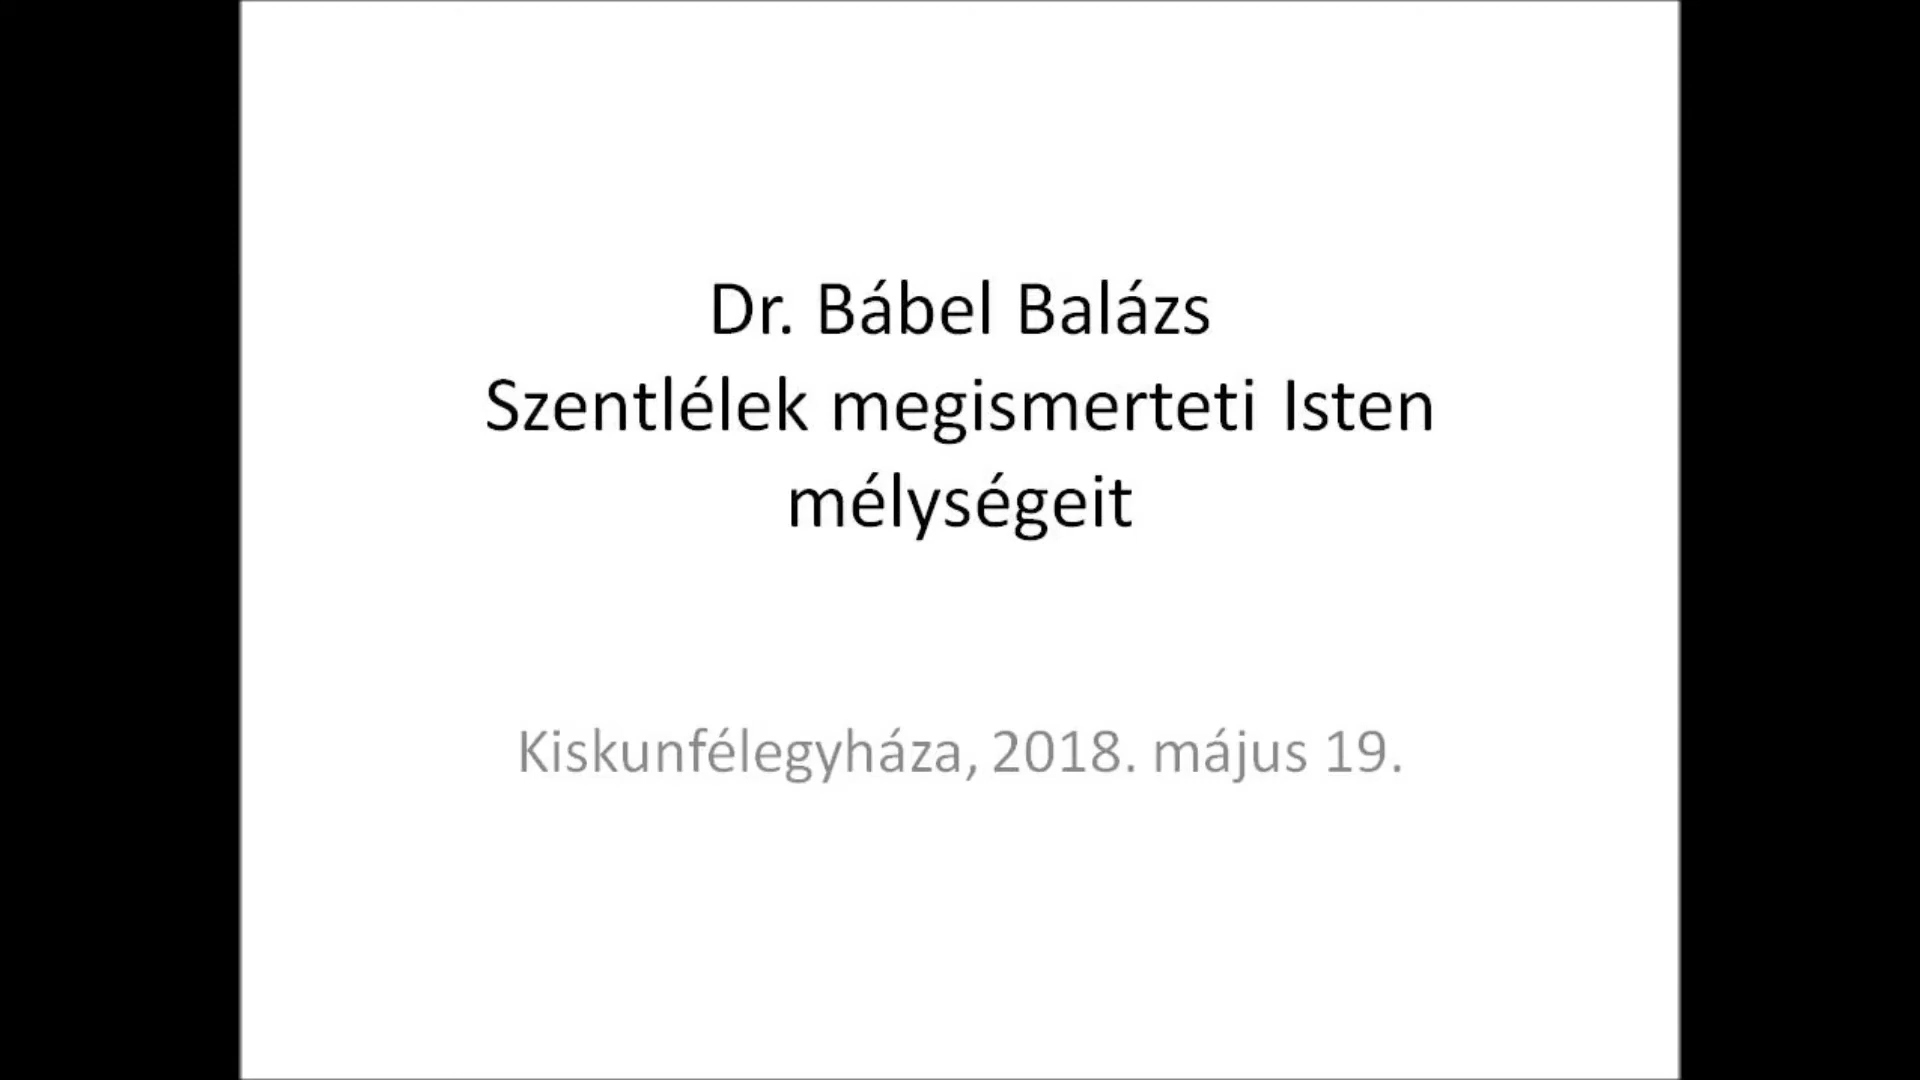 Dr. Bábel Balázs
Szentlélek megismerteti Isten
mélységeit
Kiskunfélegyháza, 2018. május 19.